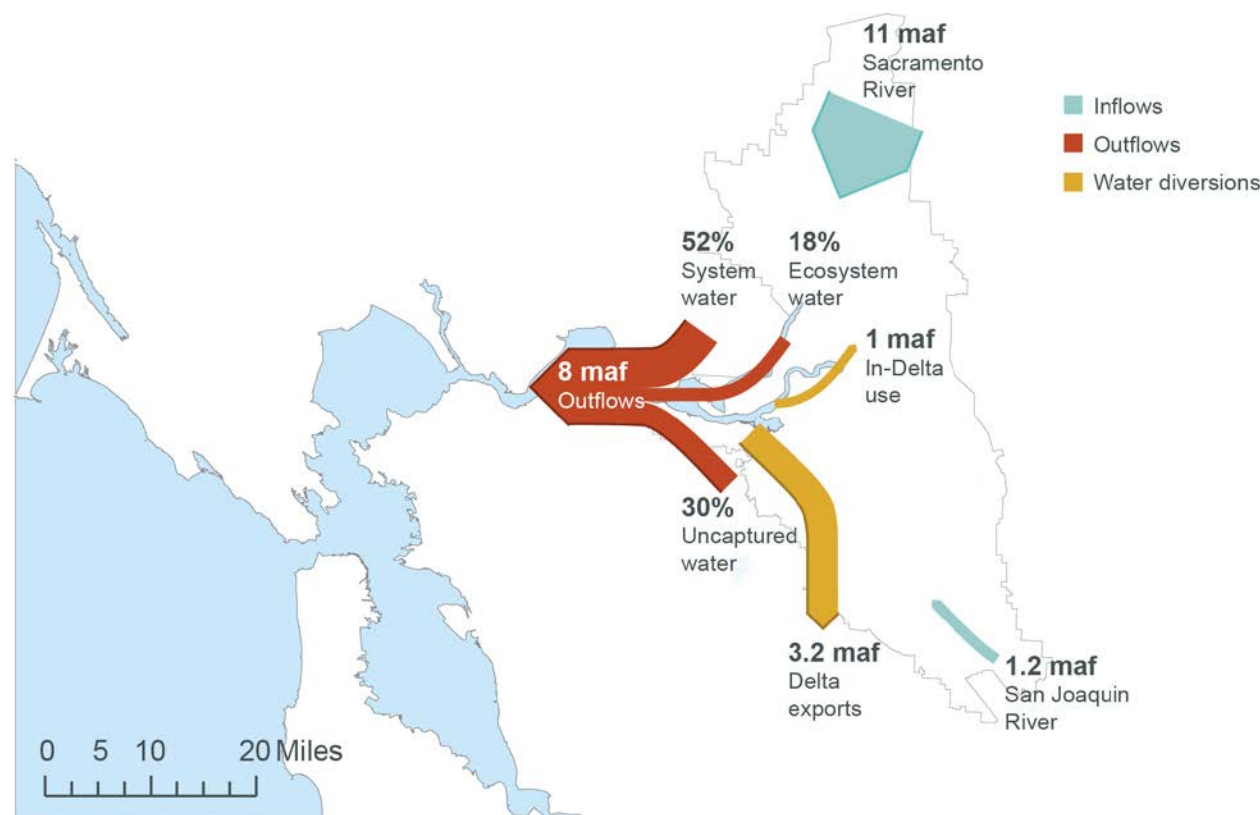 11 maf
Sacramento
River
Inflows
Outflows
Water diversions
52%
System
water
18%
Ecosystem
water
1 maf
In-Delta
use
8 maf
Outflows
30%
Uncaptured
water
3.2 maf
Delta
exports
1.2 maf
San Joaquin
River
0 5 10 20 Miles